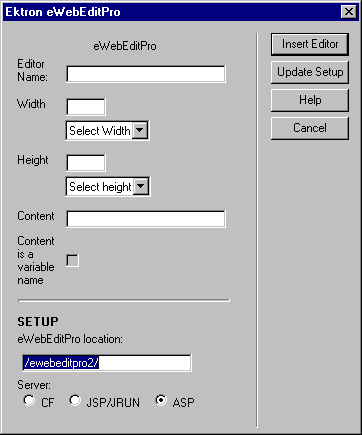 Ektron eWebEditPro
eWebEditPro
Editor
Name:
Width
Select Width
Height
Select height
Content
Content
is a
variable
name
SETUP
eWebEditPro location:
/ewebeditpro2/
Server:
CF JSP/JRUN ASP
Insert Editor
Update Setup
Help
Cancel